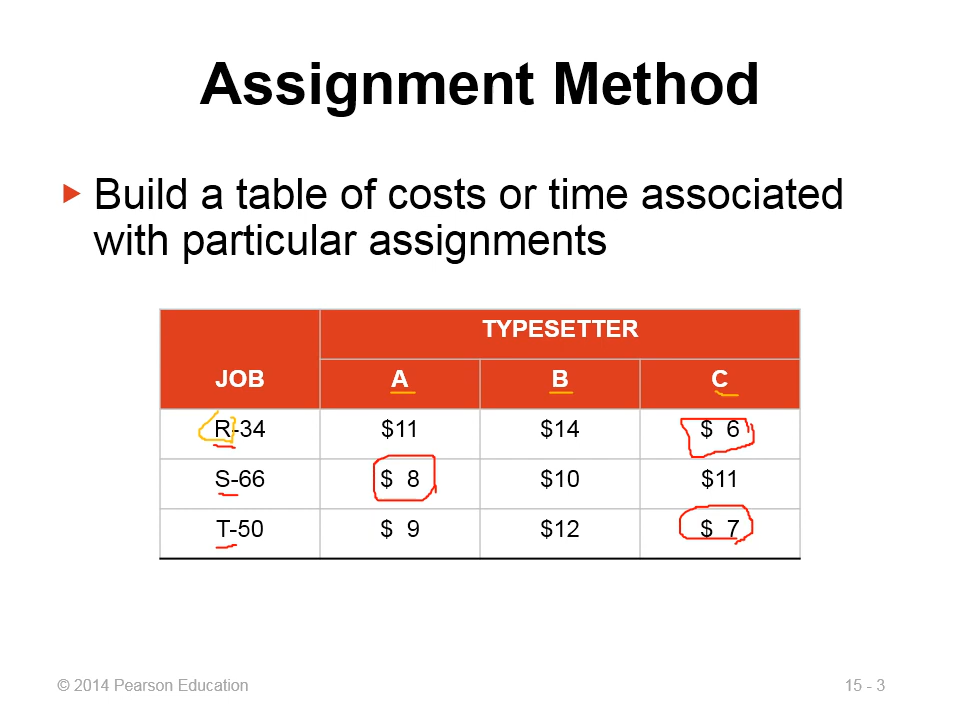 Assignment Method
Build a table of costs or time associated
with particular assignments
TYPESETTER
JOB A B C
R-34 $11 $14 $ 6
S-66 $ 8 $10 $11
T-50 $ 9 $12 $ 7
© 2014 Pearson Education 15 - 3